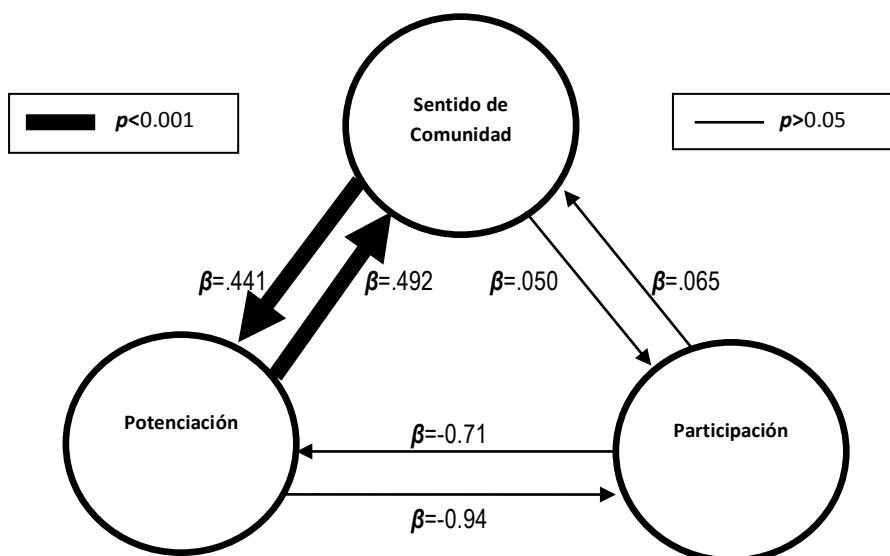 Sentido de
Comunidad
p<0.001
p>0.05
β=.441
β=.492
β=.050
β=.065
Potenciación
Participación
β=-0.71
β=-0.94